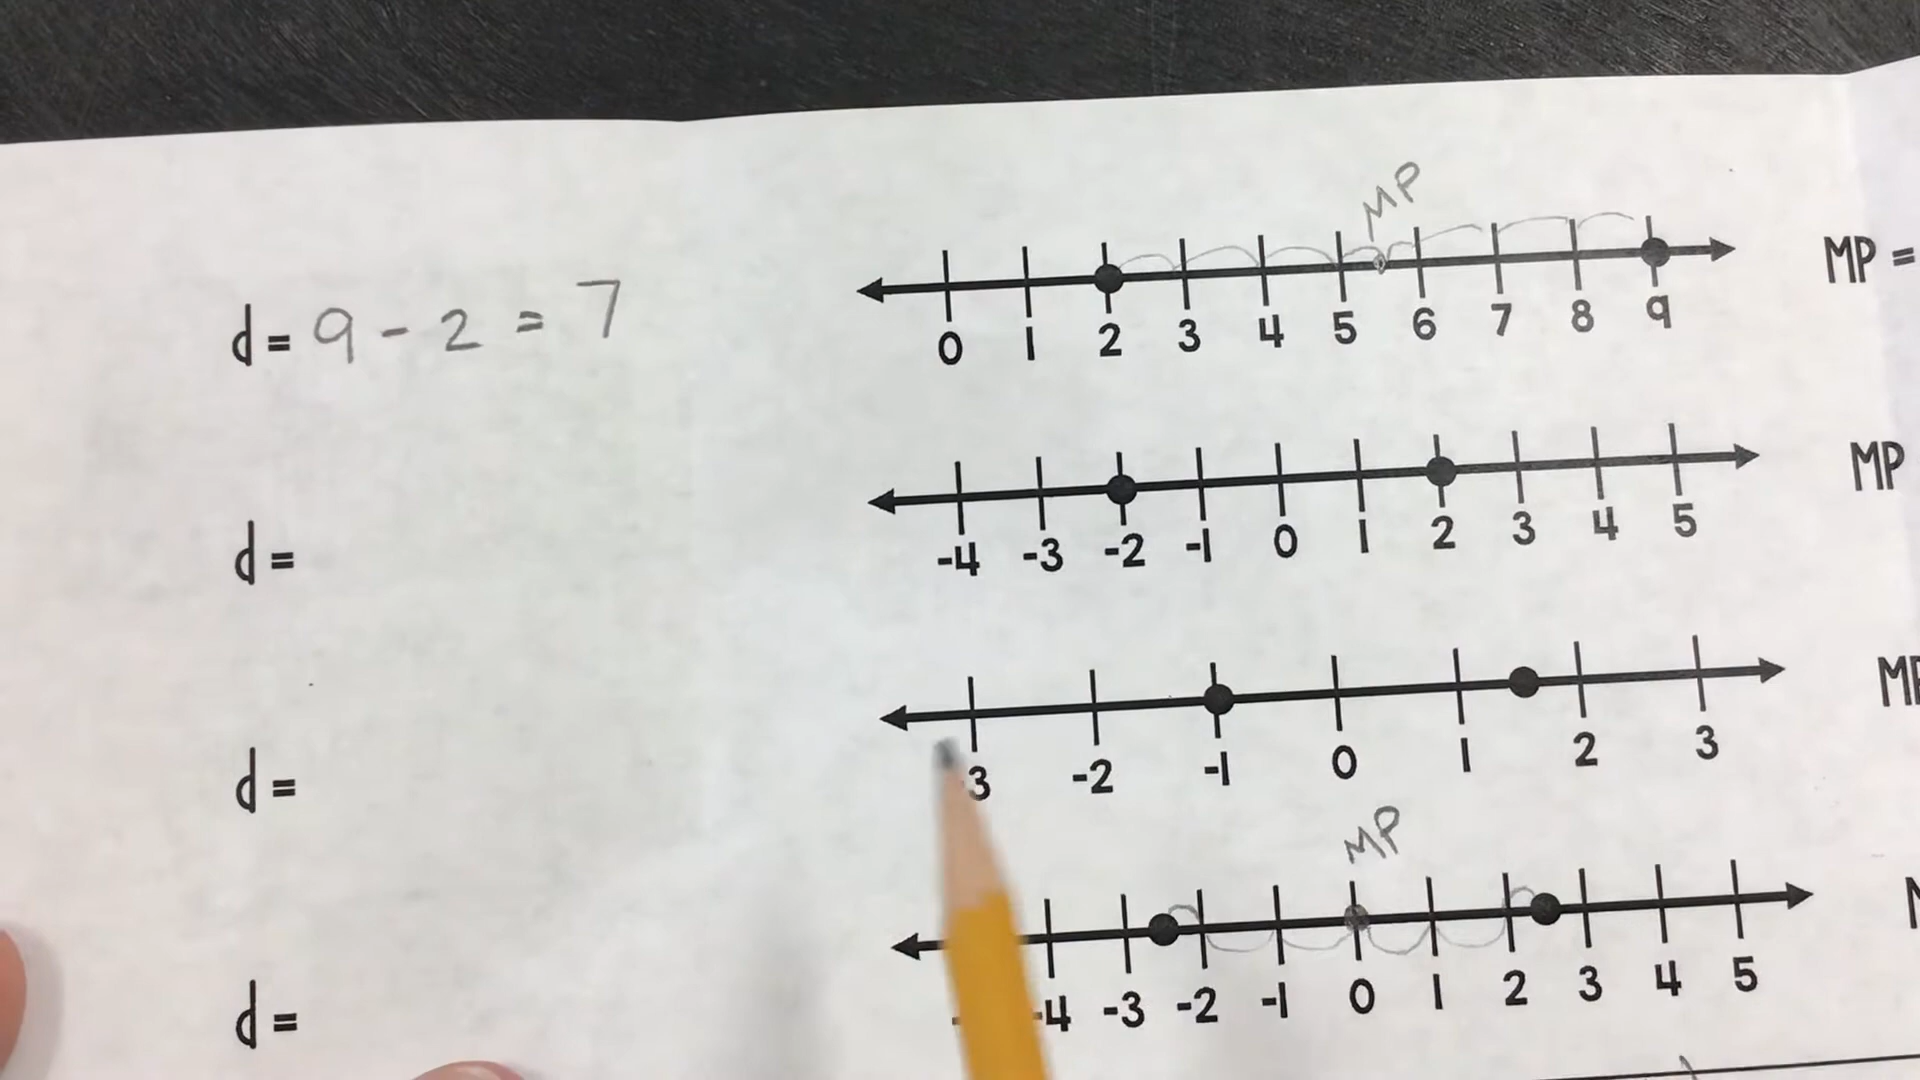 MP
d = 9 - 2 = 7
0 1 2 3 4 5 6 7 8 9
MP =
d =
-4 -3 -2 -1 0 1 2 3 4 5
MP
d =
3 -2 -1 0 1 2 3
MP
MP
d =
-4 -3 -2 -1 0 1 2 3 4 5